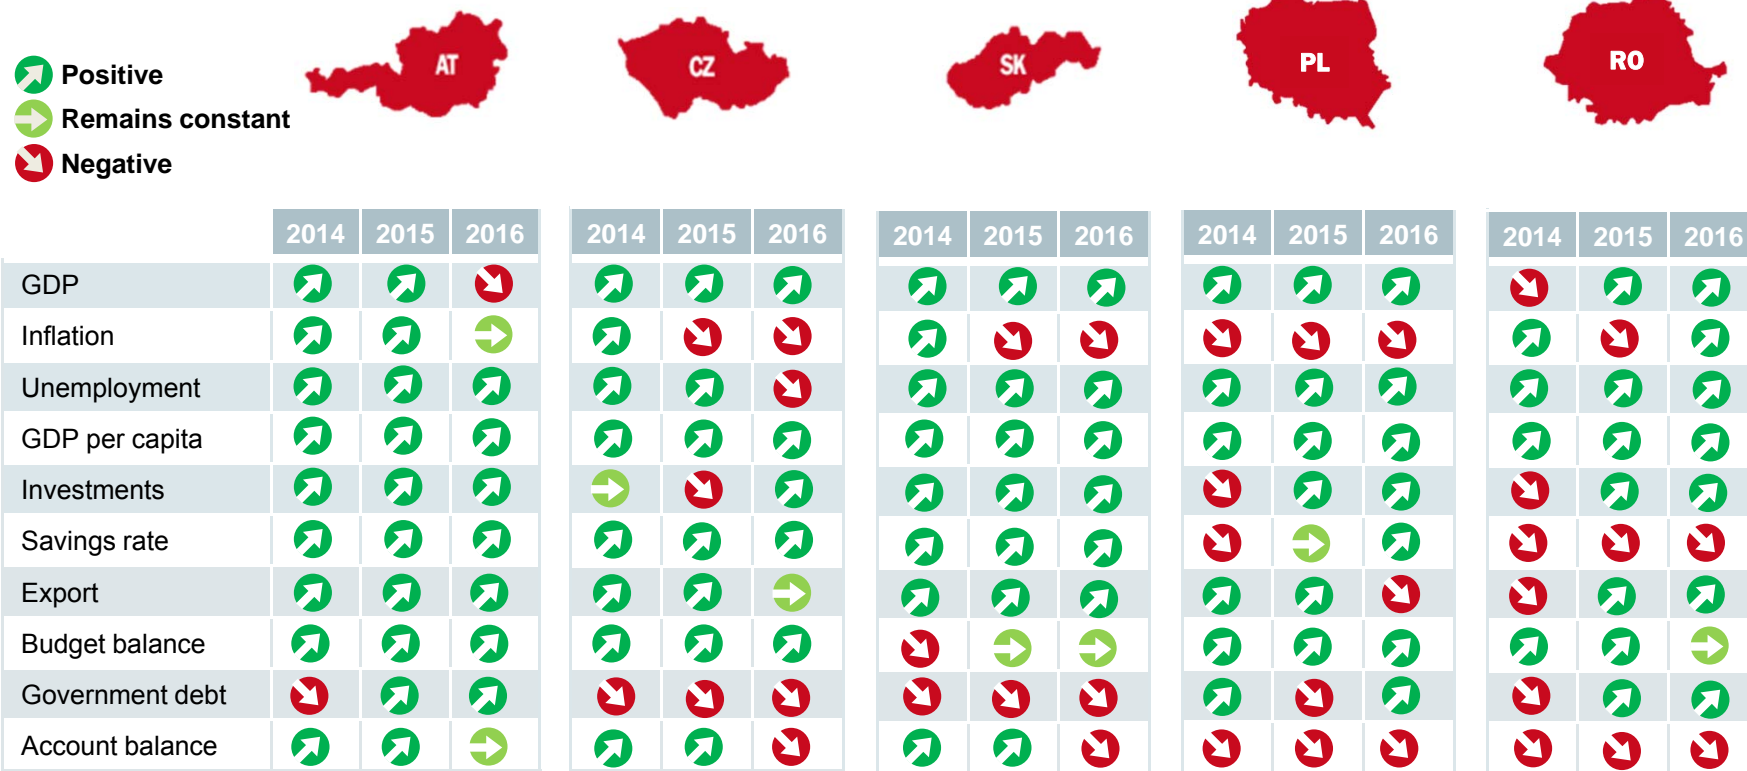 AT
CZ
SK
PL
RO
Positive
Remains constant
Negative
2014 2015 2016 2014 2015 2016 2014 2015 2016 2014 2015 2016 2014 2015 2016
GDP
Inflation
Unemployment
GDP per capita
Investments
Savings rate
Export
Budget balance
Government debt
Account balance